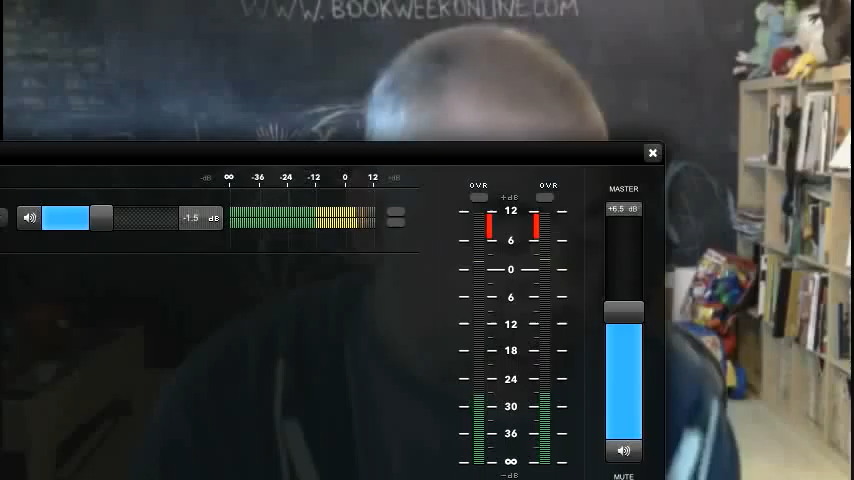 WWW.BOOKWEEKONLINE.COM
-dB ∞ -36 -24 -12 0 12 +dB
OVR OVR
MASTER
+dB
12
+6.5 dB
-1.5 dB
6
0
6
12
18
24
30
36
∞
-dB
MUTE